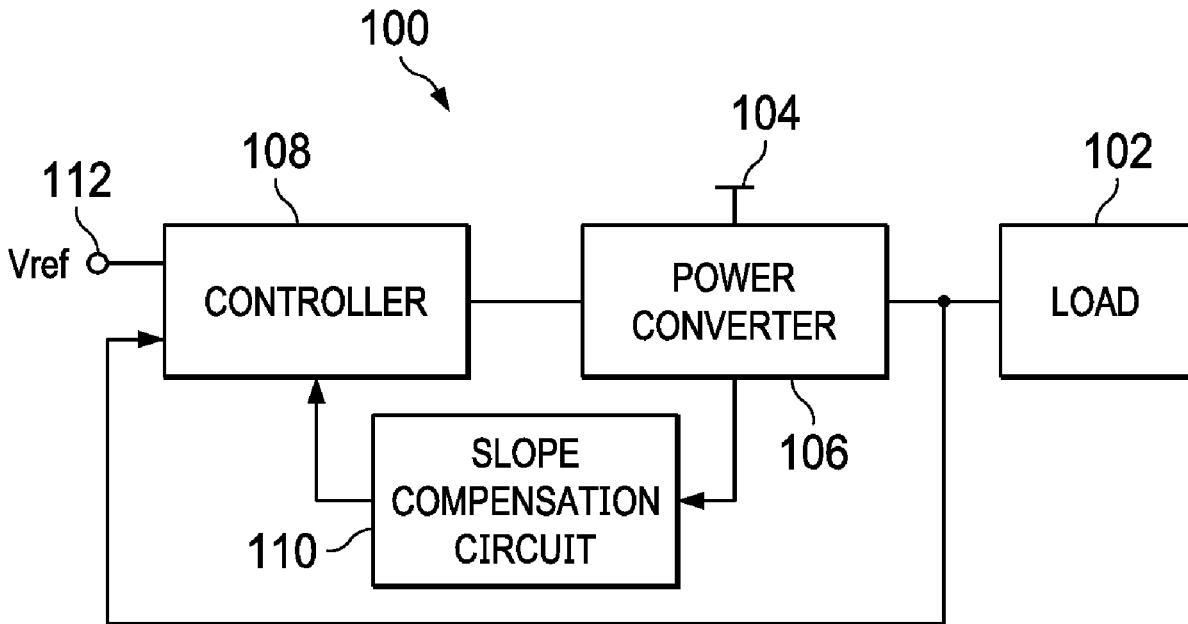 100
104
108
102
112
Vref
CONTROLLER
POWER
CONVERTER
LOAD
106
SLOPE
COMPENSATION
CIRCUIT
110